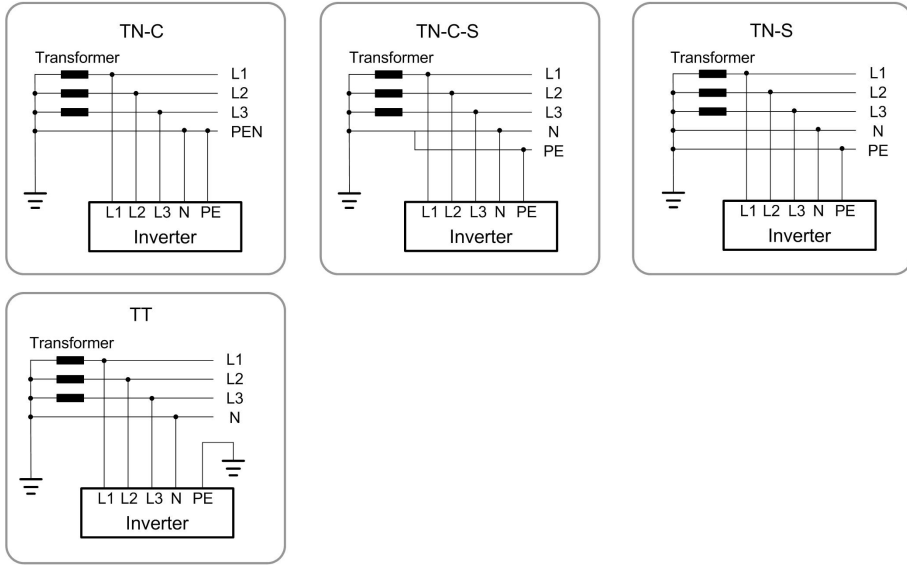 TN-C
Transformer
L1
L2
L3
PEN
L1 L2 L3 N PE
Inverter
TN-C-S
Transformer
L1
L2
L3
N
PE
L1 L2 L3 N PE
Inverter
TN-S
Transformer
L1
L2
L3
N
PE
L1 L2 L3 N PE
Inverter
TT
Transformer
L1
L2
L3
N
L1 L2 L3 N PE
Inverter